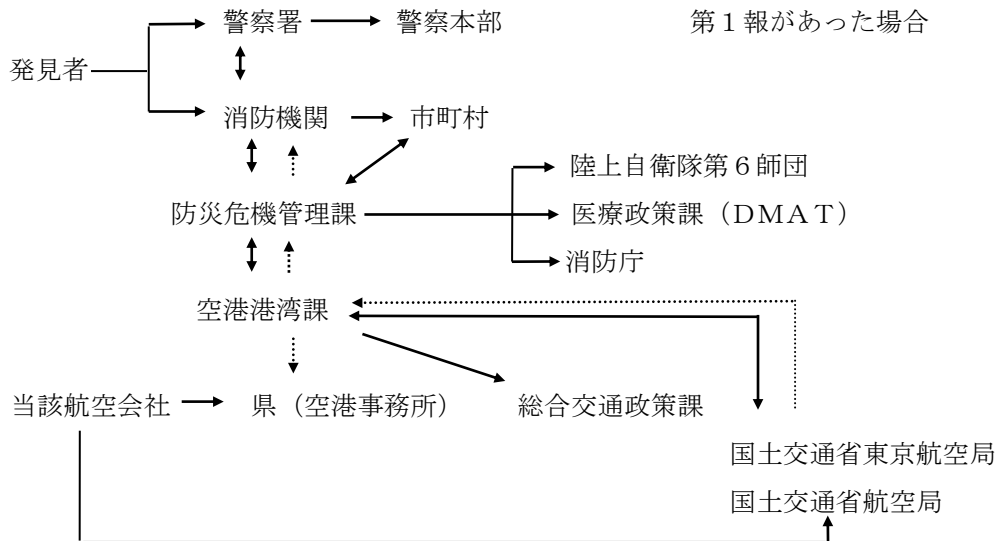 警察署
警察本部
第１報があった場合
発見者
消防機関
市町村
陸上自衛隊第６師団
防災危機管理課
医療政策課（ＤＭＡＴ）
消防庁
空港港湾課
当該航空会社
県（空港事務所）
総合交通政策課
国土交通省東京航空局
国土交通省航空局